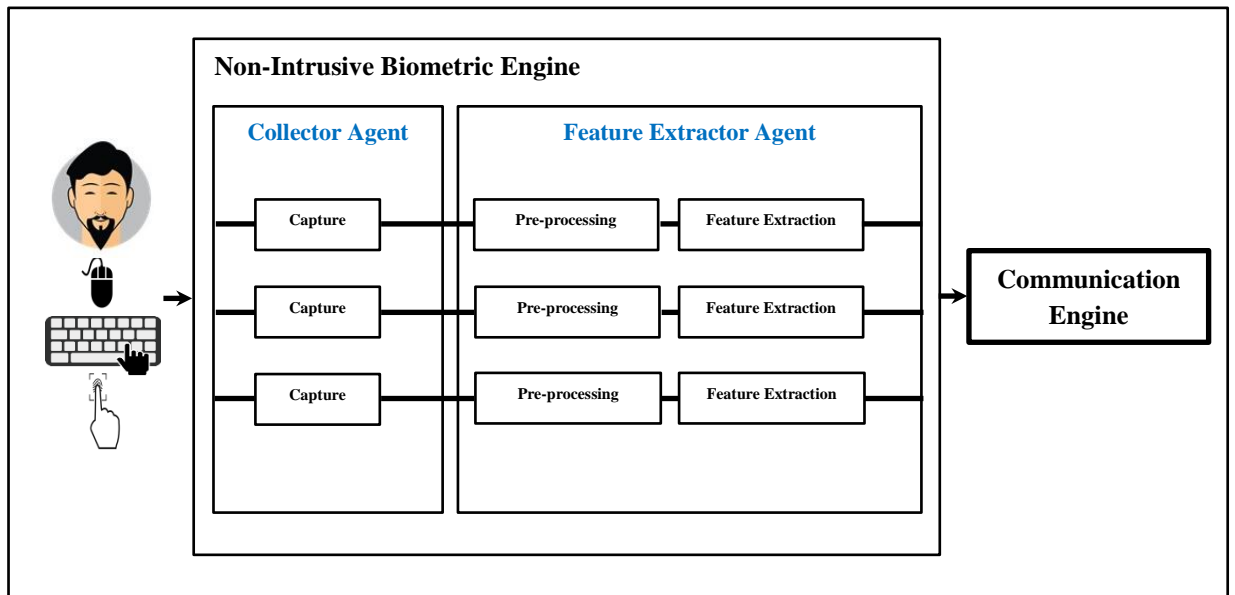 Non-Intrusive Biometric Engine
Collector Agent
Feature Extractor Agent
Capture
Pre-processing
Feature Extraction
Capture
Pre-processing
Feature Extraction
Capture
Pre-processing
Feature Extraction
Communication
Engine